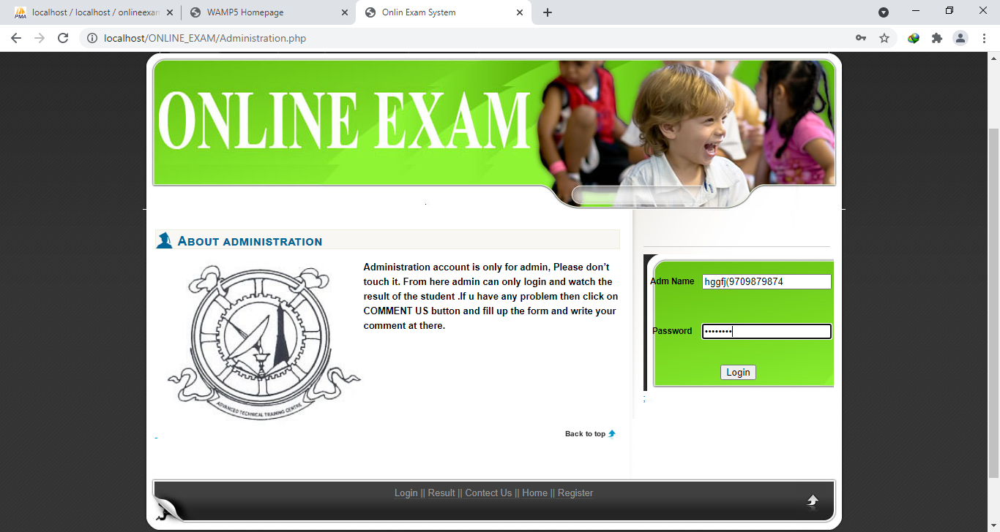 localhost / localhost / onlineexam
WAMP5 Homepage
Onlin Exam System
localhost/ONLINE_EXAM/Administration.php
ONLINE EXAM
About administration
Administration account is only for admin, Please don't
touch it. From here admin can only login and watch the
result of the student .If u have any problem then click on
COMMENT US button and fill up the form and write your
comment at there.
ADVANCED TECHNICAL TRAINING CENTRE,
Back to top
Adm Name hggfj(9709879874
Password ••••••••
Login
;
Login || Result || Contact Us || Home || Register